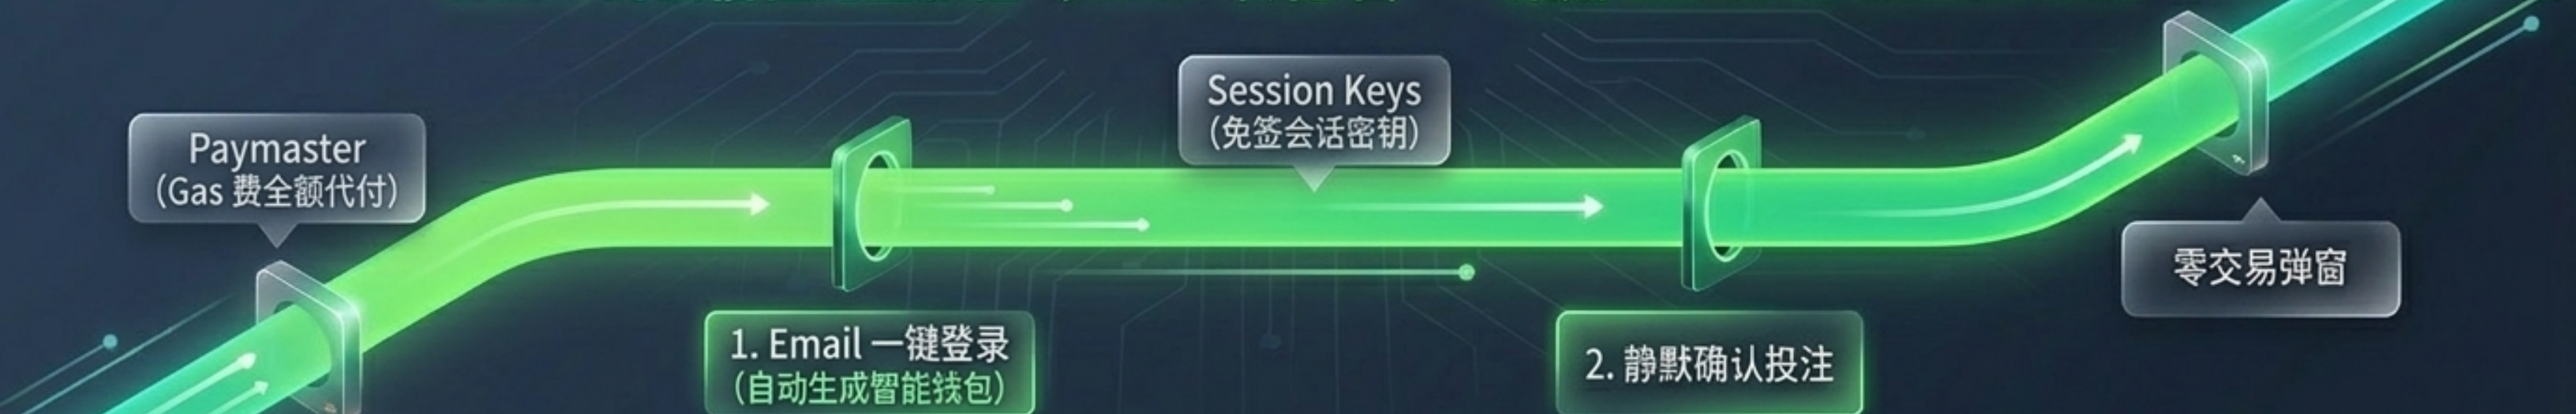 Paymaster
（Gas 费全额代付）
Session Keys
（免签会话密钥）
1. Email 一键登录
（自动生成智能钱包）
2. 静默确认投注
零交易弹窗